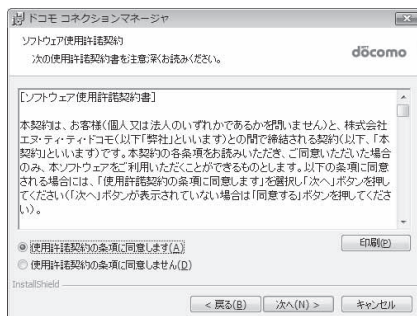 ドコモ コネクションマネージャ
ソフトウェア使用許諾契約
次の使用許諾契約書を注意深くお読みください。
döcomo
[ソフトウェア使用許諾契約書]
本契約は、お客様(個人又は法人のいずれかであるかを問いません)と、株式会社
エヌ・ティ・ティ・ドコモ(以下「弊社」といいます)との間で締結される契約(以下、「本
契約」といいます)です。本契約の各条項をお読みいただき、ご同意いただいた場合
のみ、本ソフトウェアをご利用いただくことができるものとします。以下の条項に同意
される場合には、「使用許諾契約の条項に同意します」を選択し「次へ」ボタンを押し
てください(「次へ」ボタンが表示されていない場合は「同意する」ボタンを押してくださ
い)。
使用許諾契約の条項に同意します(A)
印刷(P)
使用許諾契約の条項に同意しません(D)
InstallShield
< 戻る(B)
次へ(N) >
キャンセル